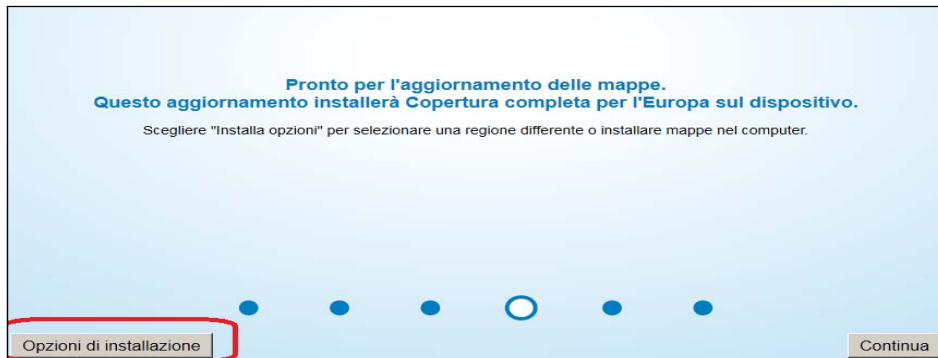 Pronto per l'aggiornamento delle mappe.
Questo aggiornamento installerà Copertura completa per l'Europa sul dispositivo.
Scegliere "Installa opzioni" per selezionare una regione differente o installare mappe nel computer.
Opzioni di installazione
Continua